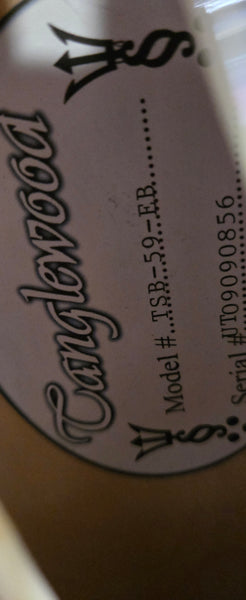 Tanglewood
Model # TSB-59-EB
Serial #UT09090856